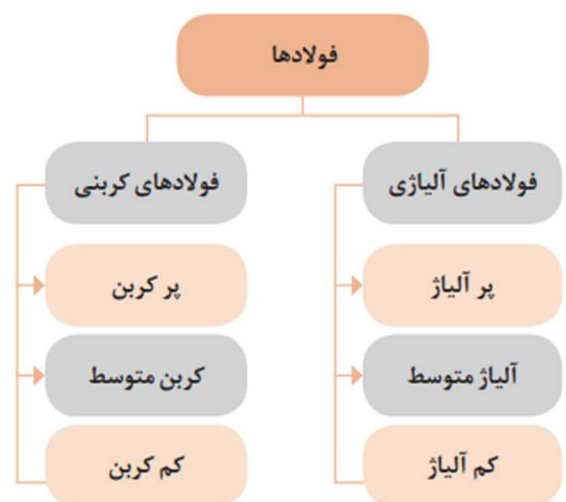 فولادها
فولادهای آلیاژی
پر آلیاژ
آلیاژ متوسط
کم آلیاژ
فولادهای کربنی
پر کربن
کربن متوسط
کم کربن